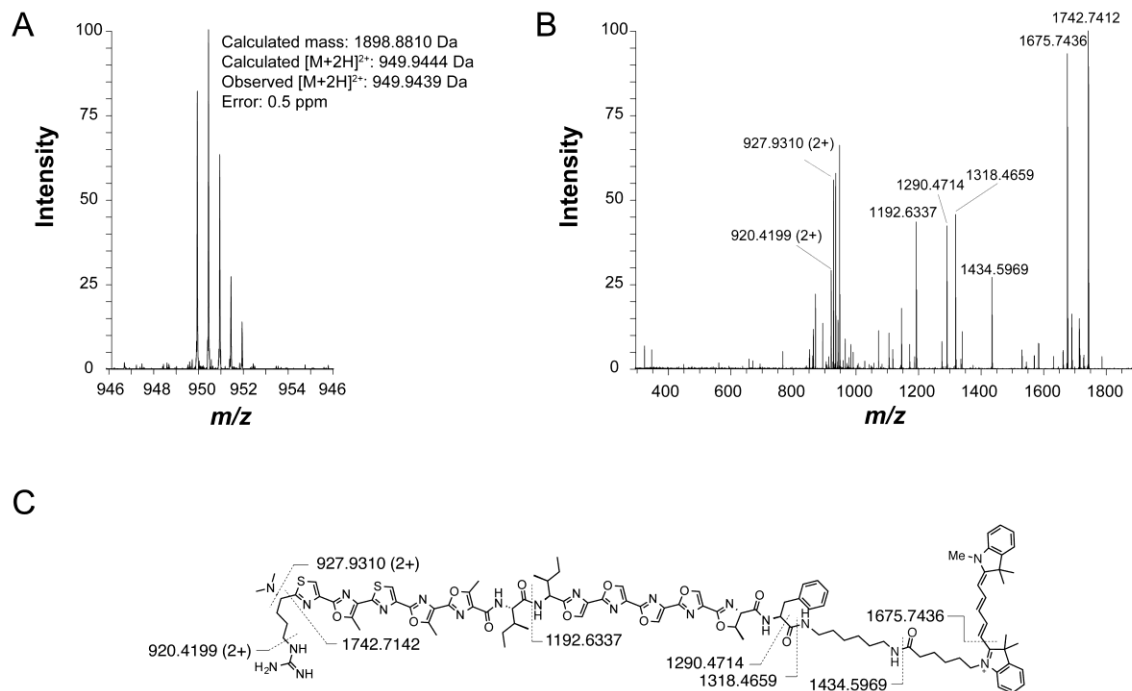 A
Intensity
100
75
50
25
0
Calculated mass: 1898.8810 Da
Calculated [M+2H]²⁺: 949.9444 Da
Observed [M+2H]²⁺: 949.9439 Da
Error: 0.5 ppm
946 948 950 952 954 946
m/z
B
Intensity
100
75
50
25
0
1742.7412
1675.7436
927.9310 (2+)
1290.4714
1318.4659
1192.6337
920.4199 (2+)
1434.5969
400 600 800 1000 1200 1400 1600 1800
m/z
C
927.9310 (2+)
1742.7142
920.4199 (2+)
1192.6337
1290.4714
1318.4659
1434.5969
1675.7436
N
S
N
O
N
S
N
O
N
O
N
O
N
H
O
H
N
O
N
O
N
O
N
O
N
O
N
O
N
H
O
H
N
N
H
O
N
+
MeN
H₂N
NH
NH